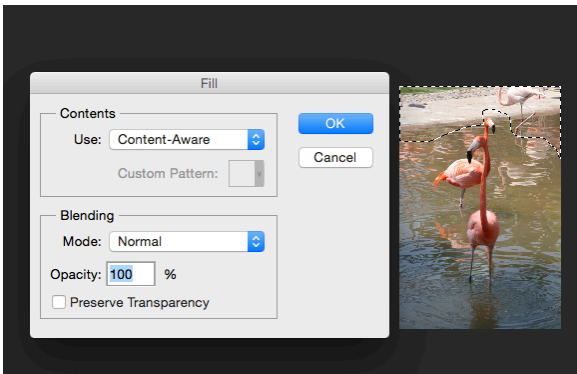 Fill
Contents
Use: Content-Aware
Custom Pattern:
OK
Cancel
Blending
Mode: Normal
Opacity: 100 %
Preserve Transparency